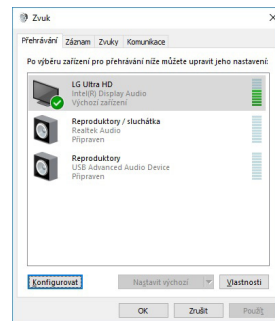 Zvuk
Přehrávání Záznam Zvuky Komunikace
Po výběru zařízení pro přehrávání níže můžete upravit jeho nastavení:
LG Ultra HD
Intel(R) Display Audio
Výchozí zařízení
Reproduktory / sluchátka
Realtek Audio
Připraven
Reproduktory
USB Advanced Audio Device
Připraven
Konfigurovat Nastavit výchozí Vlastnosti
OK Zrušit Použít